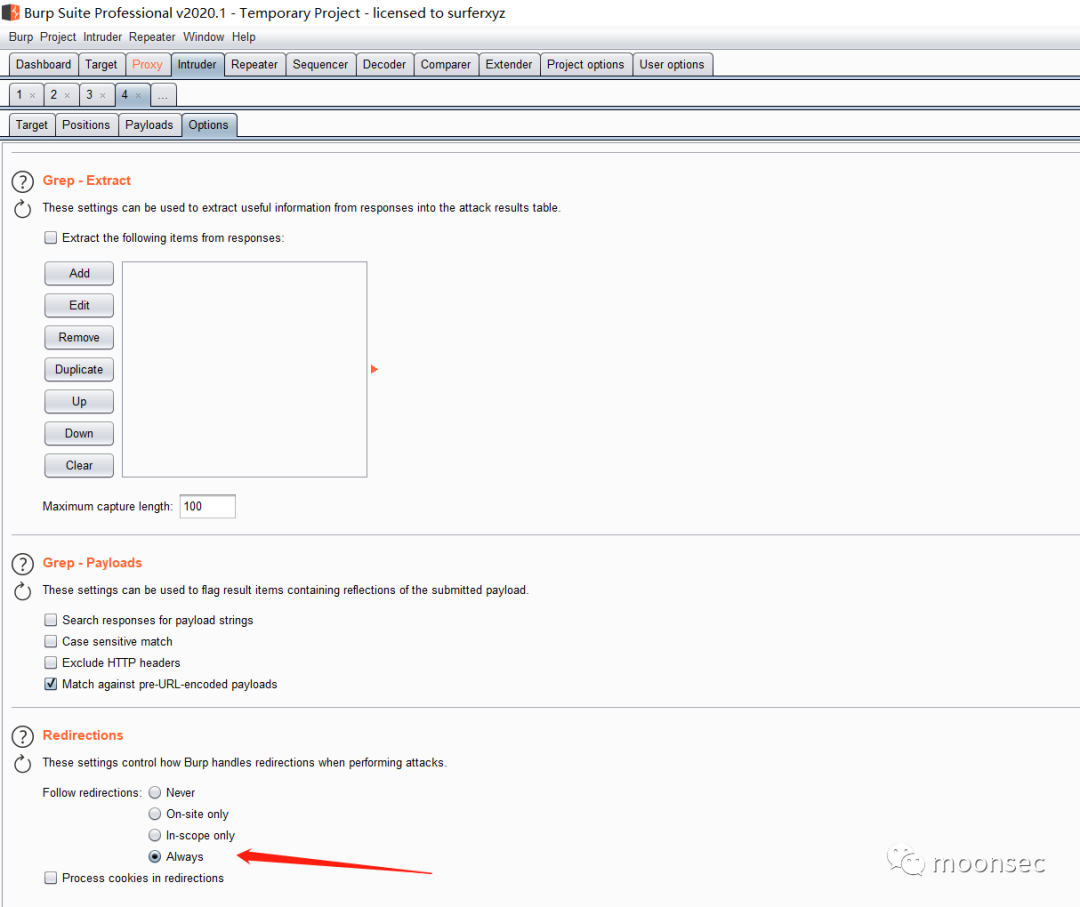 Burp Suite Professional v2020.1 - Temporary Project - licensed to surferxyz
Burp Project Intruder Repeater Window Help
Dashboard Target Proxy Intruder Repeater Sequencer Decoder Comparer Extender Project options User options
1 × 2 × 3 × 4 × ...
Target Positions Payloads Options
? Grep - Extract
These settings can be used to extract useful information from responses into the attack results table.
Extract the following items from responses:
Add
Edit
Remove
Duplicate
Up
Down
Clear
Maximum capture length: 100
? Grep - Payloads
These settings can be used to flag result items containing reflections of the submitted payload.
Search responses for payload strings
Case sensitive match
Exclude HTTP headers
Match against pre-URL-encoded payloads
? Redirections
These settings control how Burp handles redirections when performing attacks.
Follow redirections: Never
On-site only
In-scope only
Always
Process cookies in redirections
moonsec